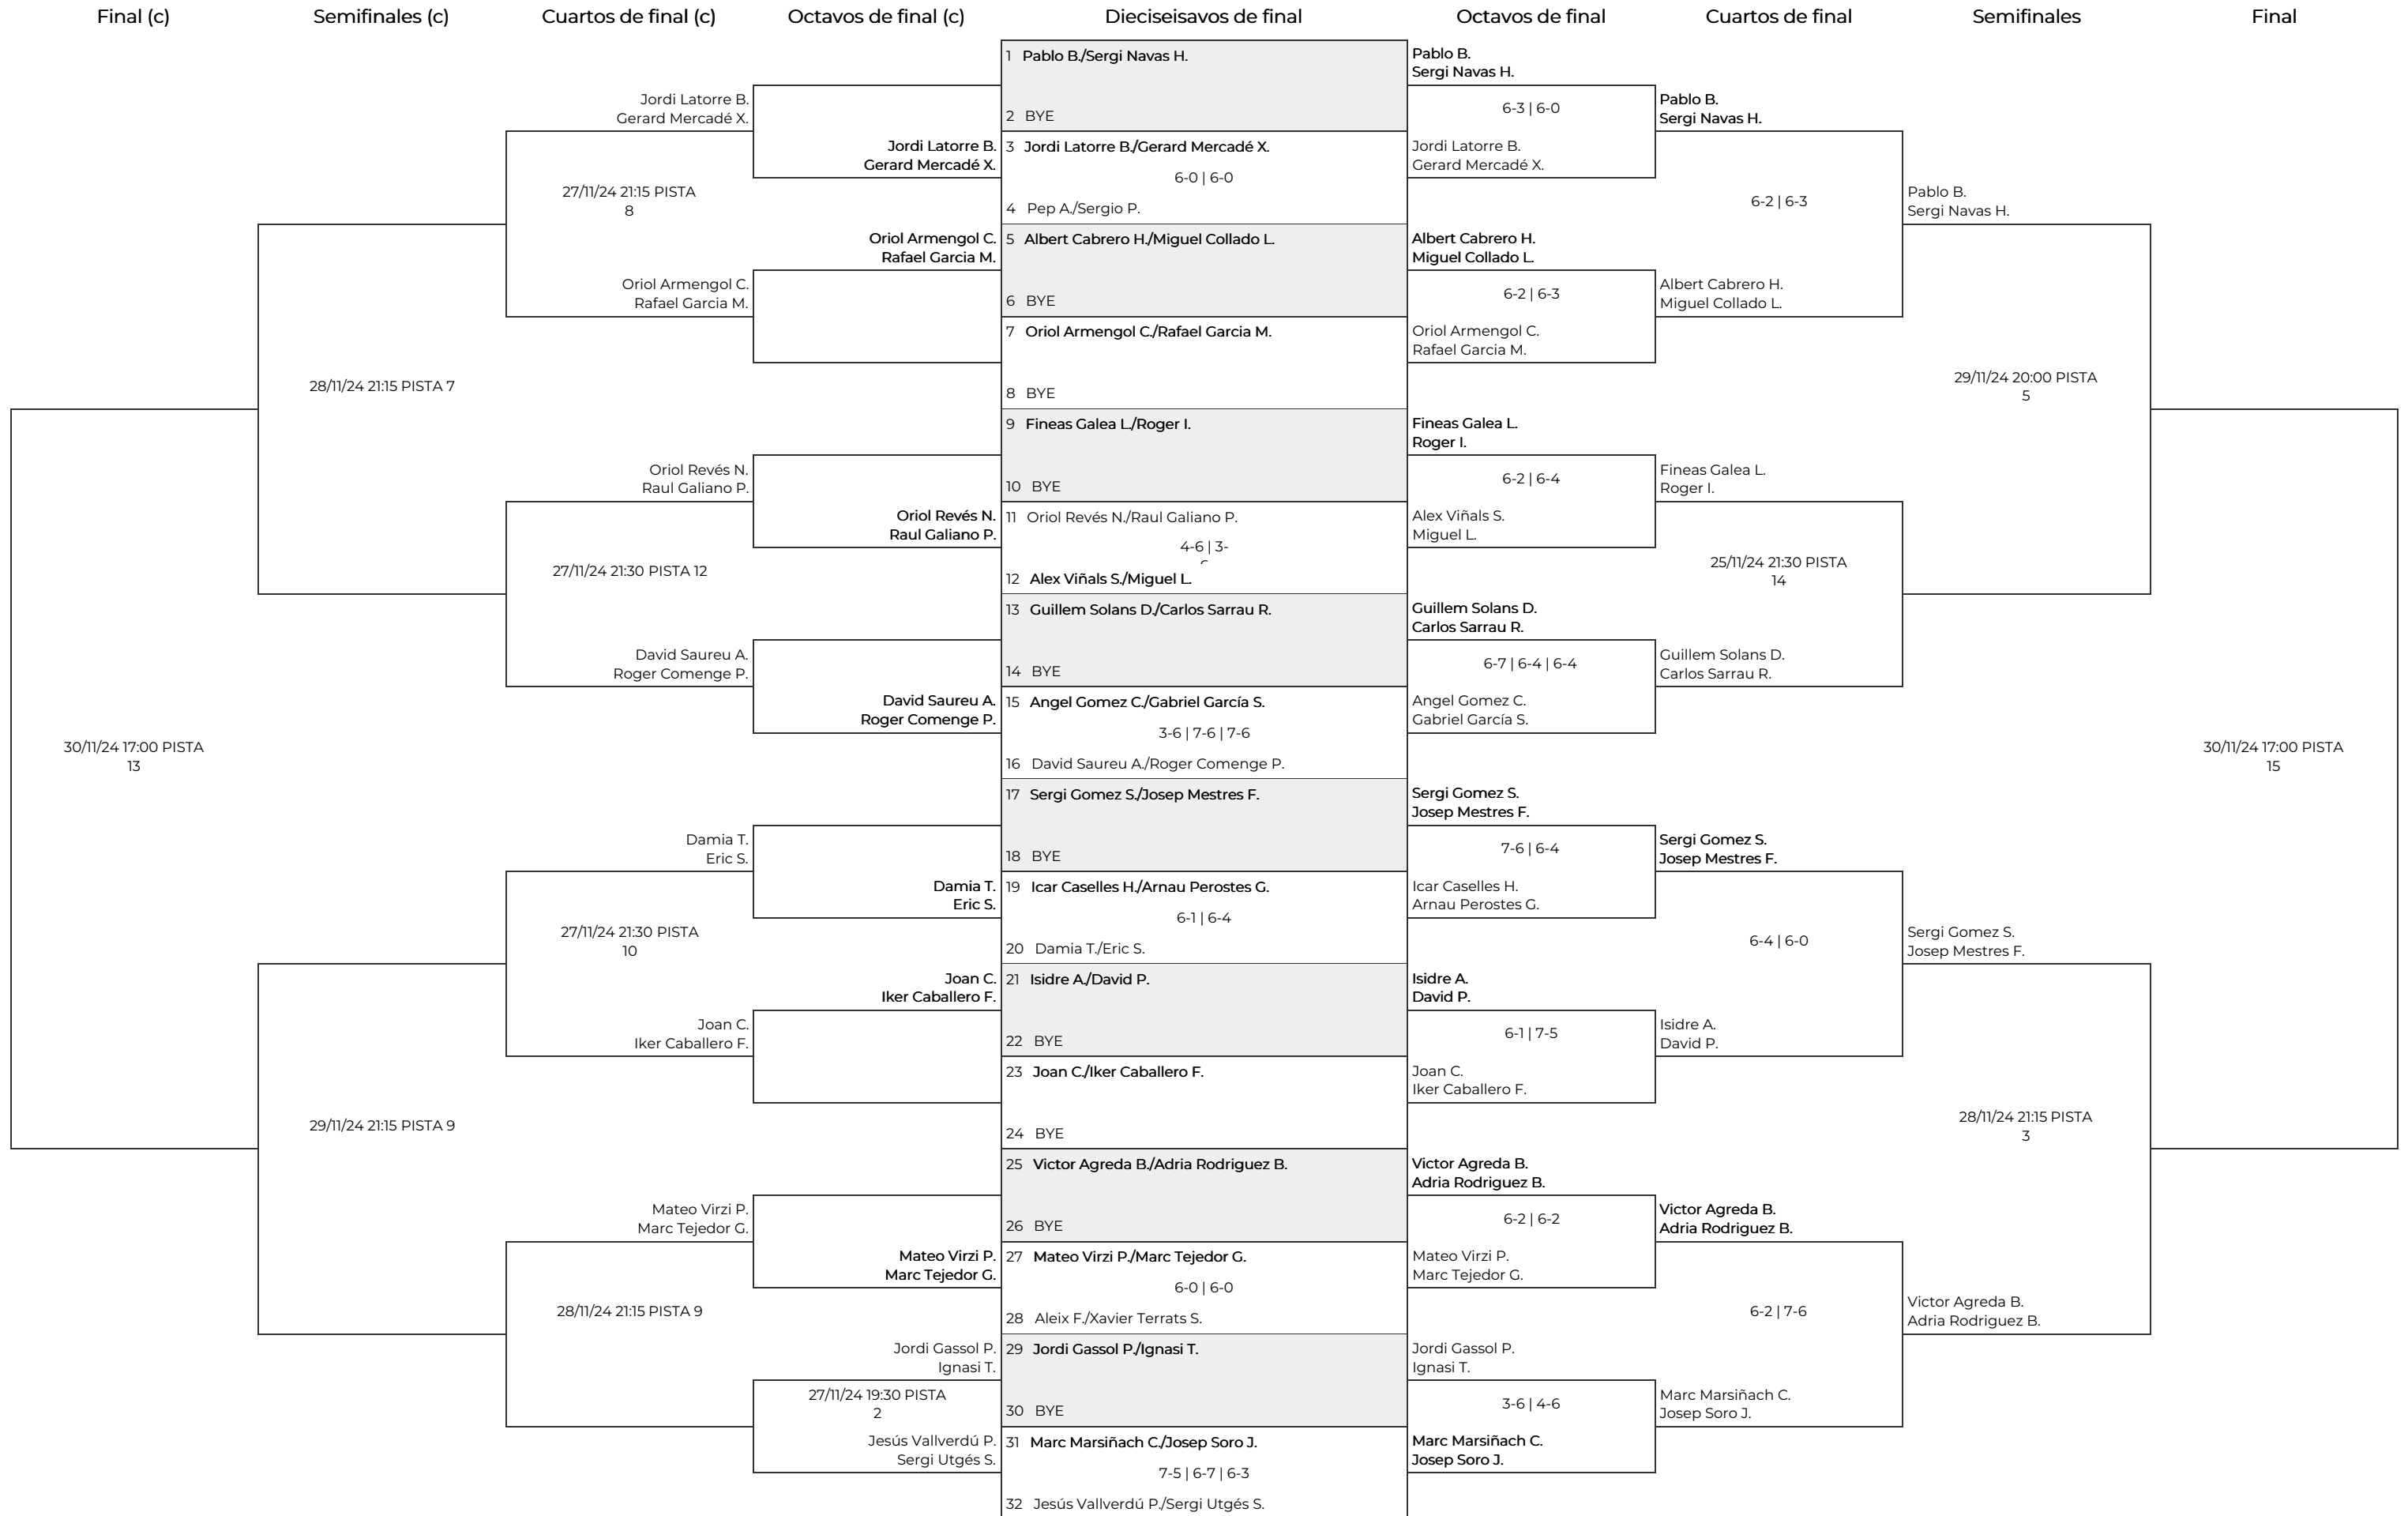 Final (c)
Semifinales (c)
Cuartos de final (c)
Octavos de final (c)
Dieciseisavos de final
Octavos de final
Cuartos de final
Semifinales
Final
30/11/24 17:00 PISTA
13
28/11/24 21:15 PISTA 7
29/11/24 21:15 PISTA 9
Jordi Latorre B.
Gerard Mercadé X.
27/11/24 21:15 PISTA
8
Oriol Armengol C.
Rafael Garcia M.
Oriol Revés N.
Raul Galiano P.
27/11/24 21:30 PISTA 12
David Saureu A.
Roger Comenge P.
Damia T.
Eric S.
27/11/24 21:30 PISTA
10
Joan C.
Iker Caballero F.
Mateo Virzi P.
Marc Tejedor G.
28/11/24 21:15 PISTA 9
Jordi Latorre B.
Gerard Mercadé X.
Oriol Armengol C.
Rafael Garcia M.
Oriol Revés N.
Raul Galiano P.
David Saureu A.
Roger Comenge P.
Damia T.
Eric S.
Joan C.
Iker Caballero F.
Mateo Virzi P.
Marc Tejedor G.
Jordi Gassol P.
Ignasi T.
27/11/24 19:30 PISTA
2
Jesús Vallverdú P.
Sergi Utgés S.
1 Pablo B./Sergi Navas H.
2 BYE
3 Jordi Latorre B./Gerard Mercadé X.
6-0 | 6-0
4 Pep A./Sergio P.
5 Albert Cabrero H./Miguel Collado L.
6 BYE
7 Oriol Armengol C./Rafael Garcia M.
8 BYE
9 Fineas Galea L./Roger I.
10 BYE
11 Oriol Revés N./Raul Galiano P.
4-6 | 3-
12 Alex Viñals S./Miguel L.
13 Guillem Solans D./Carlos Sarrau R.
14 BYE
15 Angel Gomez C./Gabriel García S.
3-6 | 7-6 | 7-6
16 David Saureu A./Roger Comenge P.
17 Sergi Gomez S./Josep Mestres F.
18 BYE
19 Icar Caselles H./Arnau Perostes G.
6-1 | 6-4
20 Damia T./Eric S.
21 Isidre A./David P.
22 BYE
23 Joan C./Iker Caballero F.
24 BYE
25 Victor Agreda B./Adria Rodriguez B.
26 BYE
27 Mateo Virzi P./Marc Tejedor G.
6-0 | 6-0
28 Aleix F./Xavier Terrats S.
29 Jordi Gassol P./Ignasi T.
30 BYE
31 Marc Marsiñach C./Josep Soro J.
7-5 | 6-7 | 6-3
32 Jesús Vallverdú P./Sergi Utgés S.
Pablo B.
Sergi Navas H.
6-3 | 6-0
Jordi Latorre B.
Gerard Mercadé X.
Albert Cabrero H.
Miguel Collado L.
6-2 | 6-3
Oriol Armengol C.
Rafael Garcia M.
Fineas Galea L.
Roger I.
6-2 | 6-4
Alex Viñals S.
Miguel L.
Guillem Solans D.
Carlos Sarrau R.
6-7 | 6-4 | 6-4
Angel Gomez C.
Gabriel García S.
Sergi Gomez S.
Josep Mestres F.
7-6 | 6-4
Icar Caselles H.
Arnau Perostes G.
Isidre A.
David P.
6-1 | 7-5
Joan C.
Iker Caballero F.
Victor Agreda B.
Adria Rodriguez B.
6-2 | 6-2
Mateo Virzi P.
Marc Tejedor G.
Jordi Gassol P.
Ignasi T.
3-6 | 4-6
Marc Marsiñach C.
Josep Soro J.
Pablo B.
Sergi Navas H.
6-2 | 6-3
Albert Cabrero H.
Miguel Collado L.
Fineas Galea L.
Roger I.
25/11/24 21:30 PISTA
14
Guillem Solans D.
Carlos Sarrau R.
Sergi Gomez S.
Josep Mestres F.
6-4 | 6-0
Isidre A.
David P.
Victor Agreda B.
Adria Rodriguez B.
6-2 | 7-6
Marc Marsiñach C.
Josep Soro J.
Pablo B.
Sergi Navas H.
29/11/24 20:00 PISTA
5
Sergi Gomez S.
Josep Mestres F.
28/11/24 21:15 PISTA
3
Victor Agreda B.
Adria Rodriguez B.
30/11/24 17:00 PISTA
15